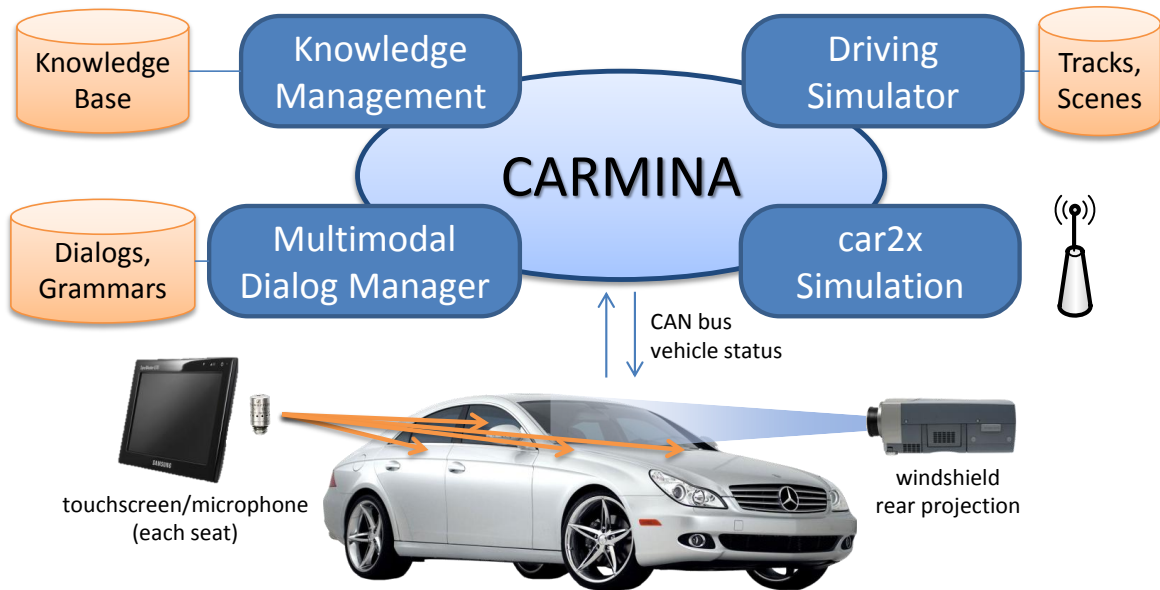 Knowledge
Base
Knowledge
Management
Driving
Simulator
Tracks,
Scenes
CARMINA
Dialogs,
Grammars
Multimodal
Dialog Manager
car2x
Simulation
CAN bus
vehicle status
SAMSUNG
touchscreen/microphone
(each seat)
windshield
rear projection